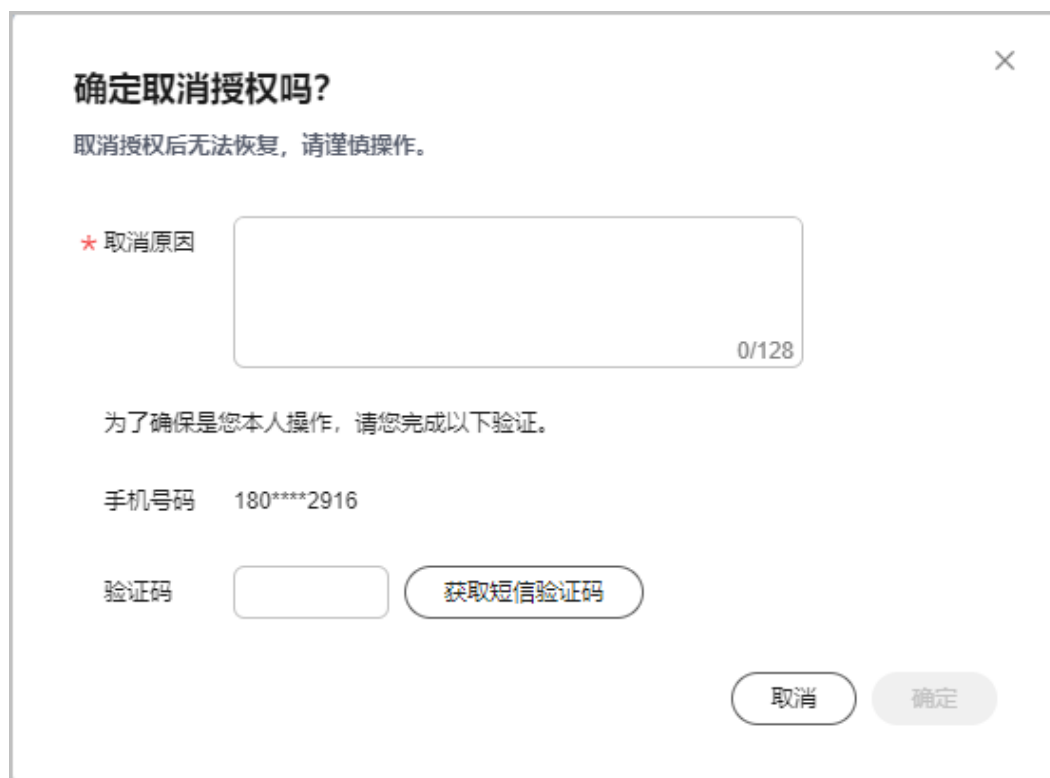 确定取消授权吗？
取消授权后无法恢复，请谨慎操作。
* 取消原因
0/128
为了确保是您本人操作，请您完成以下验证。
手机号码 180****2916
验证码 获取短信验证码
取消 确定